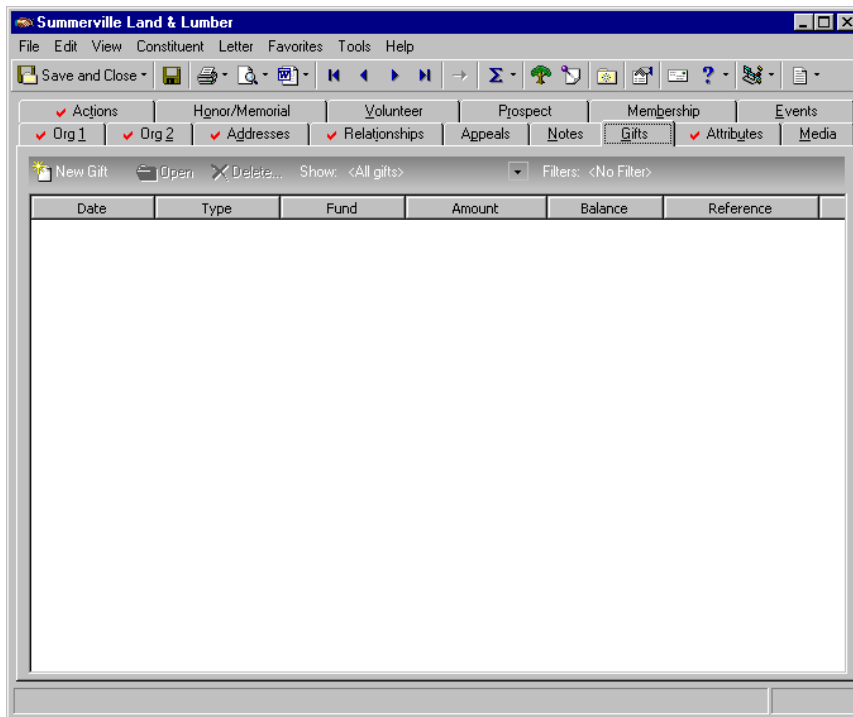 Summerville Land & Lumber
File Edit View Constituent Letter Favorites Tools Help
Save and Close
Actions Honor/Memorial Volunteer Prospect Membership Events
Org 1 Org 2 Addresses Relationships Appeals Notes Gifts Attributes Media
New Gift Open Delete... Show: <All gifts> Filters: <No Filter>
Date Type Fund Amount Balance Reference